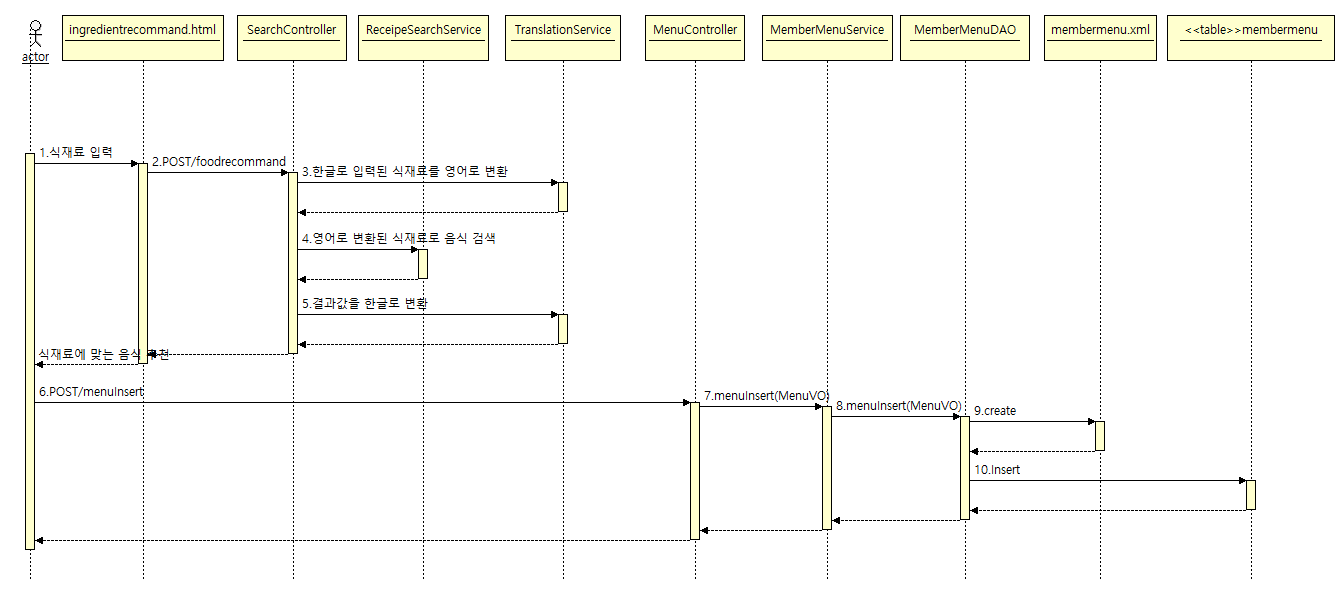 actor
ingredientrecommand.html
SearchController
ReceipeSearchService
TranslationService
MenuController
MemberMenuService
MemberMenuDAO
membermenu.xml
<<table>>membermenu
1.식재료 입력
2.POST/foodrecommand
3.한글로 입력된 식재료를 영어로 변환
4.영어로 변환된 식재료로 음식 검색
5.결과값을 한글로 변환
식재료에 맞는 음식 추천
6.POST/menuInsert
7.menuInsert(MenuVO)
8.menuInsert(MenuVO)
9.create
10.Insert